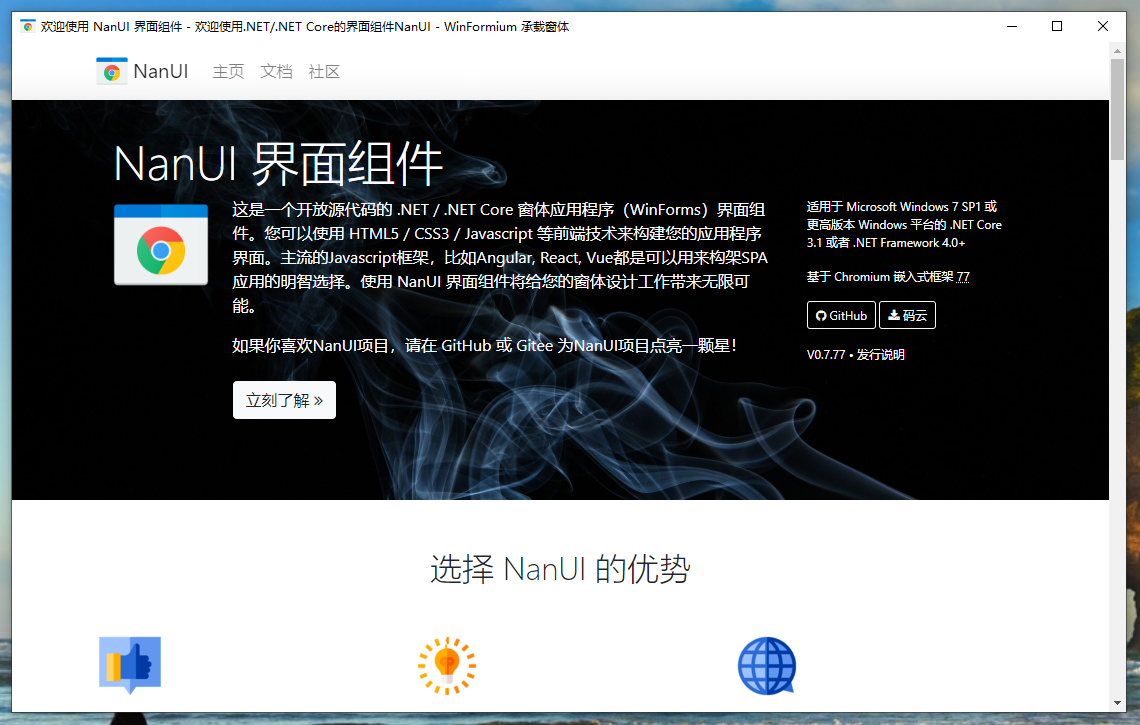 欢迎使用 NanUI 界面组件 - 欢迎使用.NET/.NET Core的界面组件NanUI - WinFormium 承载窗体
NanUI 主页 文档 社区
NanUI 界面组件
这是一个开放源代码的 .NET / .NET Core 窗体应用程序（WinForms）界面组
件。您可以使用 HTML5 / CSS3 / Javascript 等前端技术来构建您的应用程序
界面。主流的Javascript框架，比如Angular, React, Vue都是可以用来构架SPA
应用的明智选择。使用 NanUI 界面组件将给您的窗体设计工作带来无限可
能。
如果你喜欢NanUI项目，请在 GitHub 或 Gitee 为NanUI项目点亮一颗星！
立刻了解 »
适用于 Microsoft Windows 7 SP1 或
更高版本 Windows 平台的 .NET Core
3.1 或者 .NET Framework 4.0+
基于 Chromium 嵌入式框架 77
GitHub 码云
V0.7.77 • 发行说明
选择 NanUI 的优势